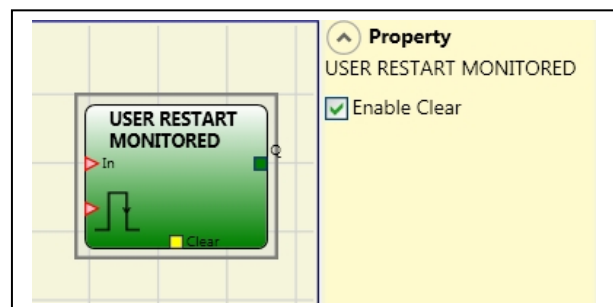 USER RESTART
MONITORED
In
Q
Clear
Property
USER RESTART MONITORED
Enable Clear